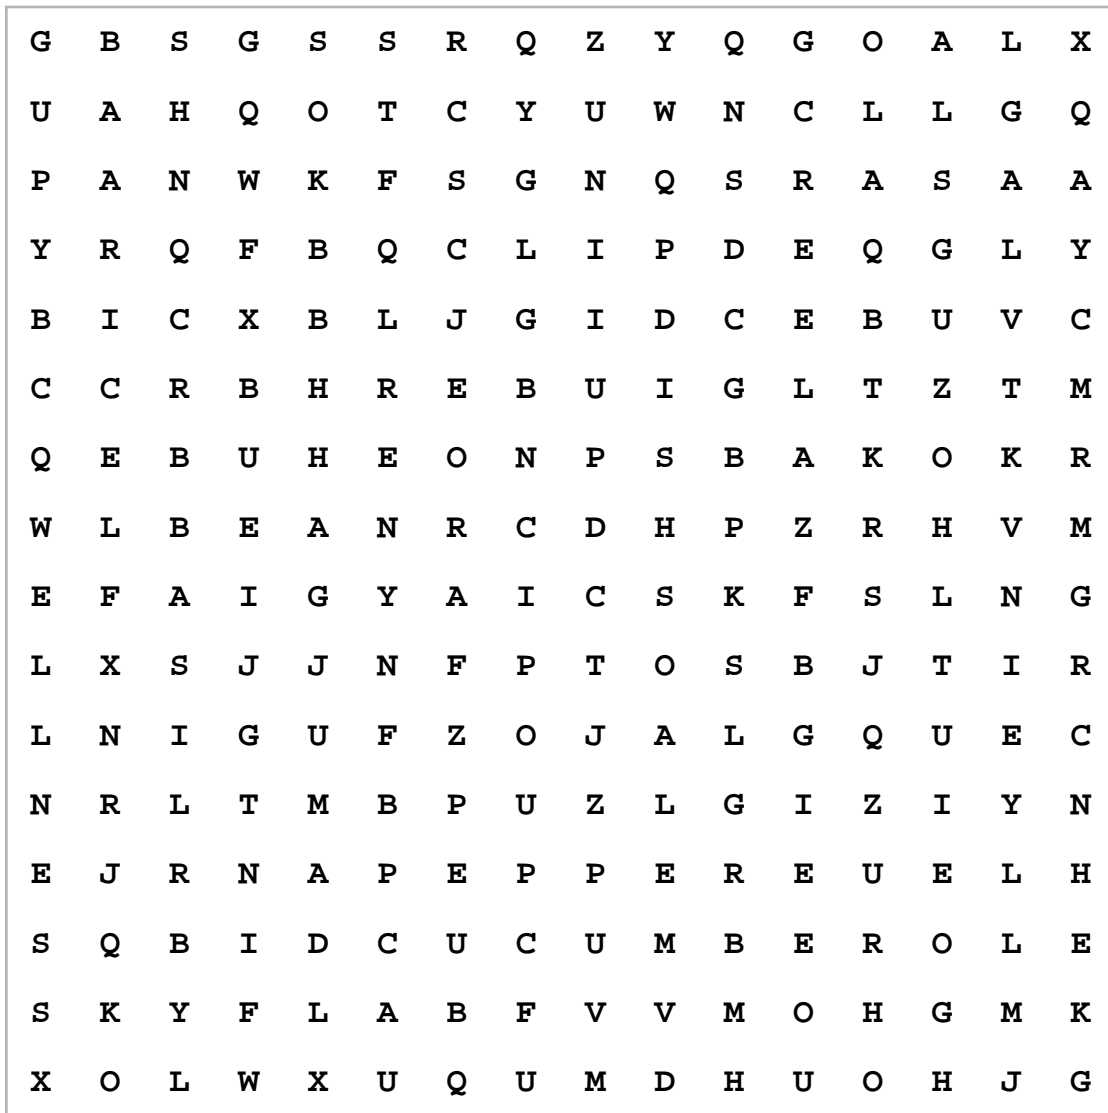 G B S G S S R Q Z Y Q G O A L X
U A H Q O T C Y U W N C L L G Q
P A N W K F S G N Q S R A S A A
Y R Q F B Q C L I P D E Q G L Y
B I C X B L J G I D C E B U V C
C C R B H R E B U I G L T Z T M
Q E B U H E O N P S B A K O K R
W L B E A N R C D H P Z R H V M
E F A I G Y A I C S K F S L N G
L X S J J N F P T O S B J T I R
L N I G U F Z O J A L G Q U E C
N R L T M B P U Z L G I Z I Y N
E J R N A P E P P E R E U E L H
S Q B I D C U C U M B E R O L E
S K Y F L A B F V V M O H G M K
X O L W X U Q U M D H U O H J G